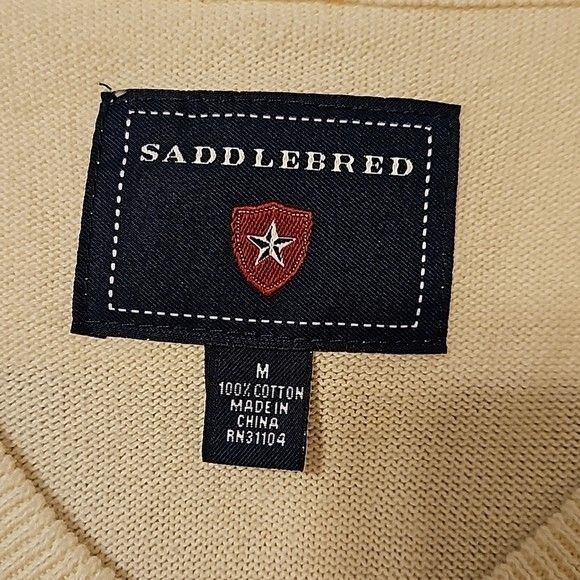 SADDLEBRED
M
100% COTTON
MADE IN
CHINA
RN31104